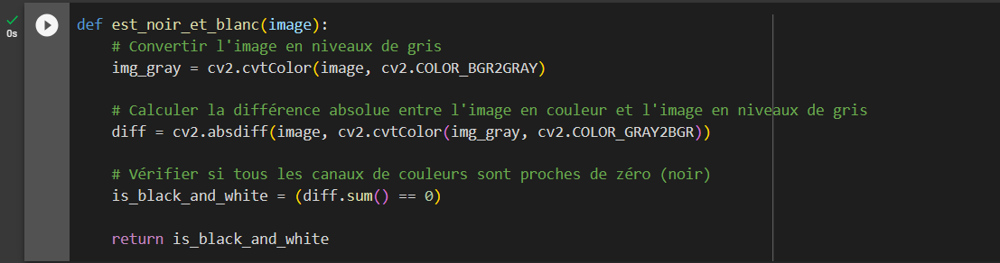 def est_noir_et_blanc(image):
    # Convertir l'image en niveaux de gris
    img_gray = cv2.cvtColor(image, cv2.COLOR_BGR2GRAY)

    # Calculer la différence absolue entre l'image en couleur et l'image en niveaux de gris
    diff = cv2.absdiff(image, cv2.cvtColor(img_gray, cv2.COLOR_GRAY2BGR))

    # Vérifier si tous les canaux de couleurs sont proches de zéro (noir)
    is_black_and_white = (diff.sum() == 0)

    return is_black_and_white
0s